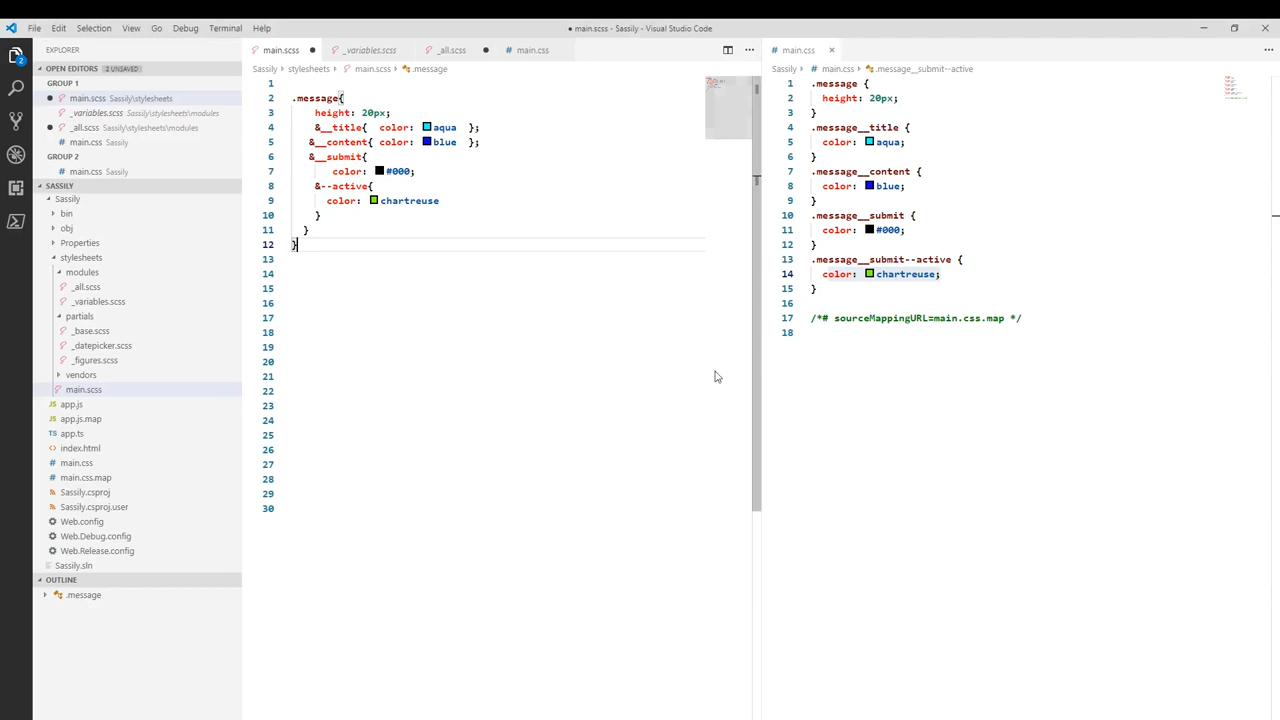 File Edit Selection View Go Debug Terminal Help
● main.scss - Sassily - Visual Studio Code
2
EXPLORER
OPEN EDITORS 2 UNSAVED
GROUP 1
main.scss Sassily\stylesheets
_variables.scss Sassily\stylesheets\modules
_all.scss Sassily\stylesheets\modules
main.css Sassily
GROUP 2
main.css Sassily
SASSILY
Sassily
bin
obj
Properties
stylesheets
modules
_all.scss
_variables.scss
partials
_base.scss
_datepicker.scss
_figures.scss
vendors
main.scss
app.js
app.js.map
app.ts
index.html
main.css
main.css.map
Sassily.csproj
Sassily.csproj.user
Web.config
Web.Debug.config
Web.Release.config
Sassily.sln
OUTLINE
.message
main.scss _variables.scss _all.scss main.css
Sassily stylesheets main.scss .message
1
2 .message{
3 height: 20px;
4 &__title{ color: aqua };
5 &__content{ color: blue };
6 &__submit{
7 color: #000;
8 &--active{
9 color: chartreuse
10 }
11 }
12 }
13
14
15
16
17
18
19
20
21
22
23
24
25
26
27
28
29
30
main.css
Sassily main.css .message__submit--active
1 .message {
2 height: 20px;
3 }
4 .message__title {
5 color: aqua;
6 }
7 .message__content {
8 color: blue;
9 }
10 .message__submit {
11 color: #000;
12 }
13 .message__submit--active {
14 color: chartreuse;
15 }
16
17 /*# sourceMappingURL=main.css.map */
18